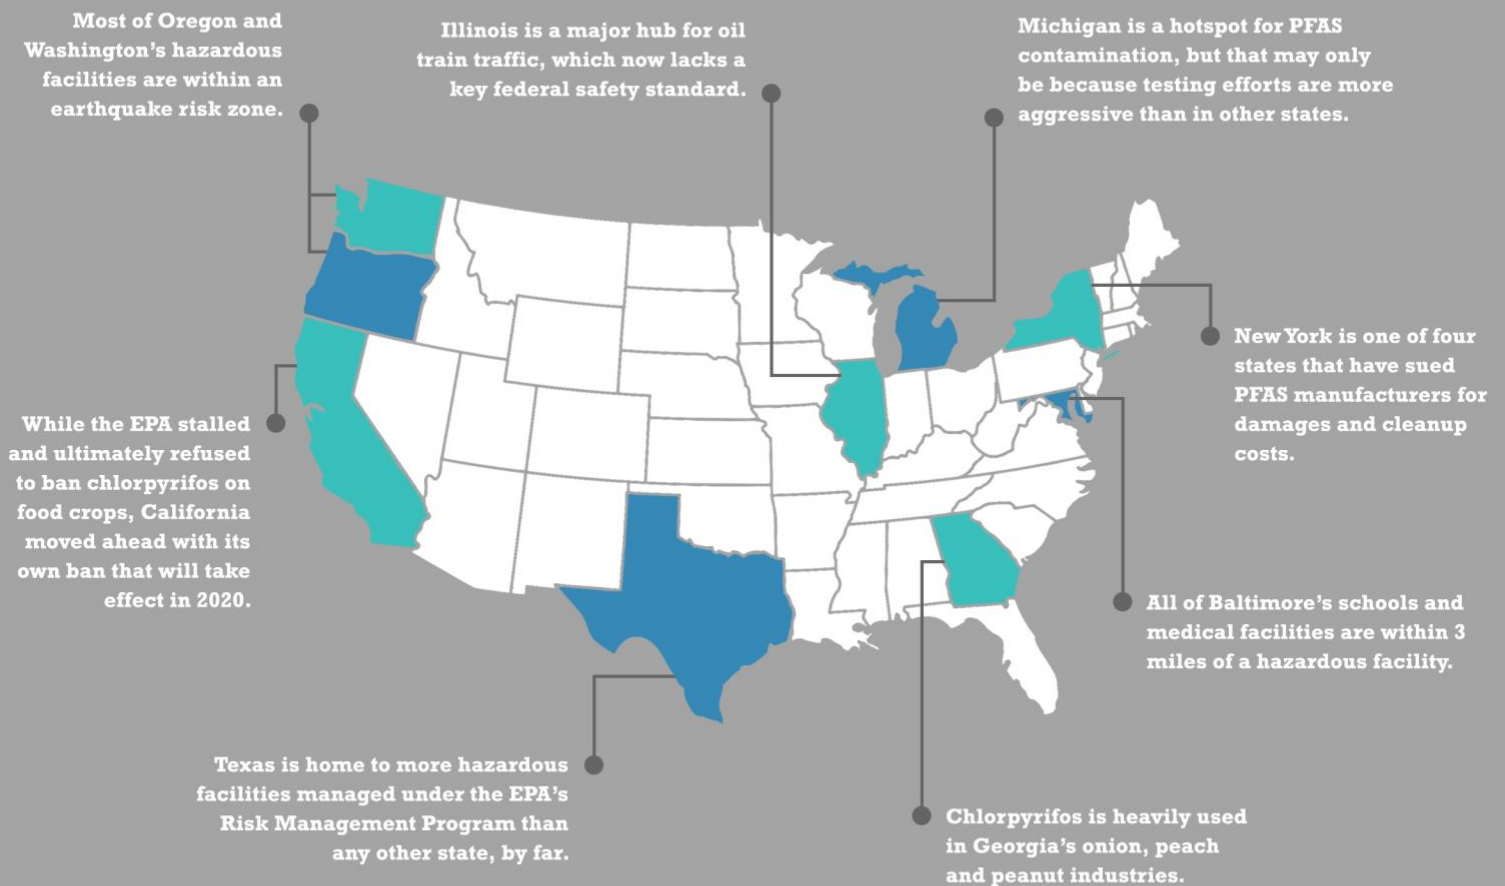 Most of Oregon and
Washington’s hazardous
facilities are within an
earthquake risk zone.
Illinois is a major hub for oil
train traffic, which now lacks a
key federal safety standard.
Michigan is a hotspot for PFAS
contamination, but that may only
be because testing efforts are more
aggressive than in other states.
New York is one of four
states that have sued
PFAS manufacturers for
damages and cleanup
costs.
While the EPA stalled
and ultimately refused
to ban chlorpyrifos on
food crops, California
moved ahead with its
own ban that will take
effect in 2020.
All of Baltimore’s schools and
medical facilities are within 3
miles of a hazardous facility.
Texas is home to more hazardous
facilities managed under the EPA’s
Risk Management Program than
any other state, by far.
Chlorpyrifos is heavily used
in Georgia’s onion, peach
and peanut industries.